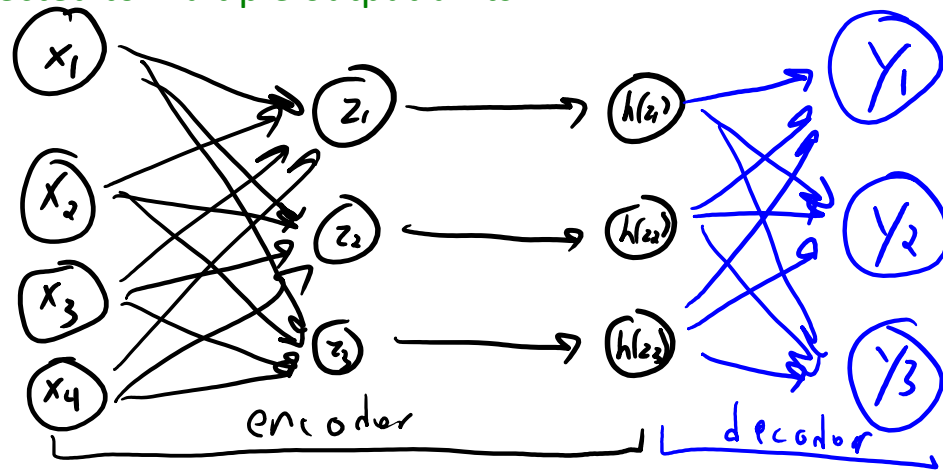 x1 z1 h(z1) y1
x2 z2 h(z2) y2
x3 z3 h(z3) y3
x4
encoder decoder